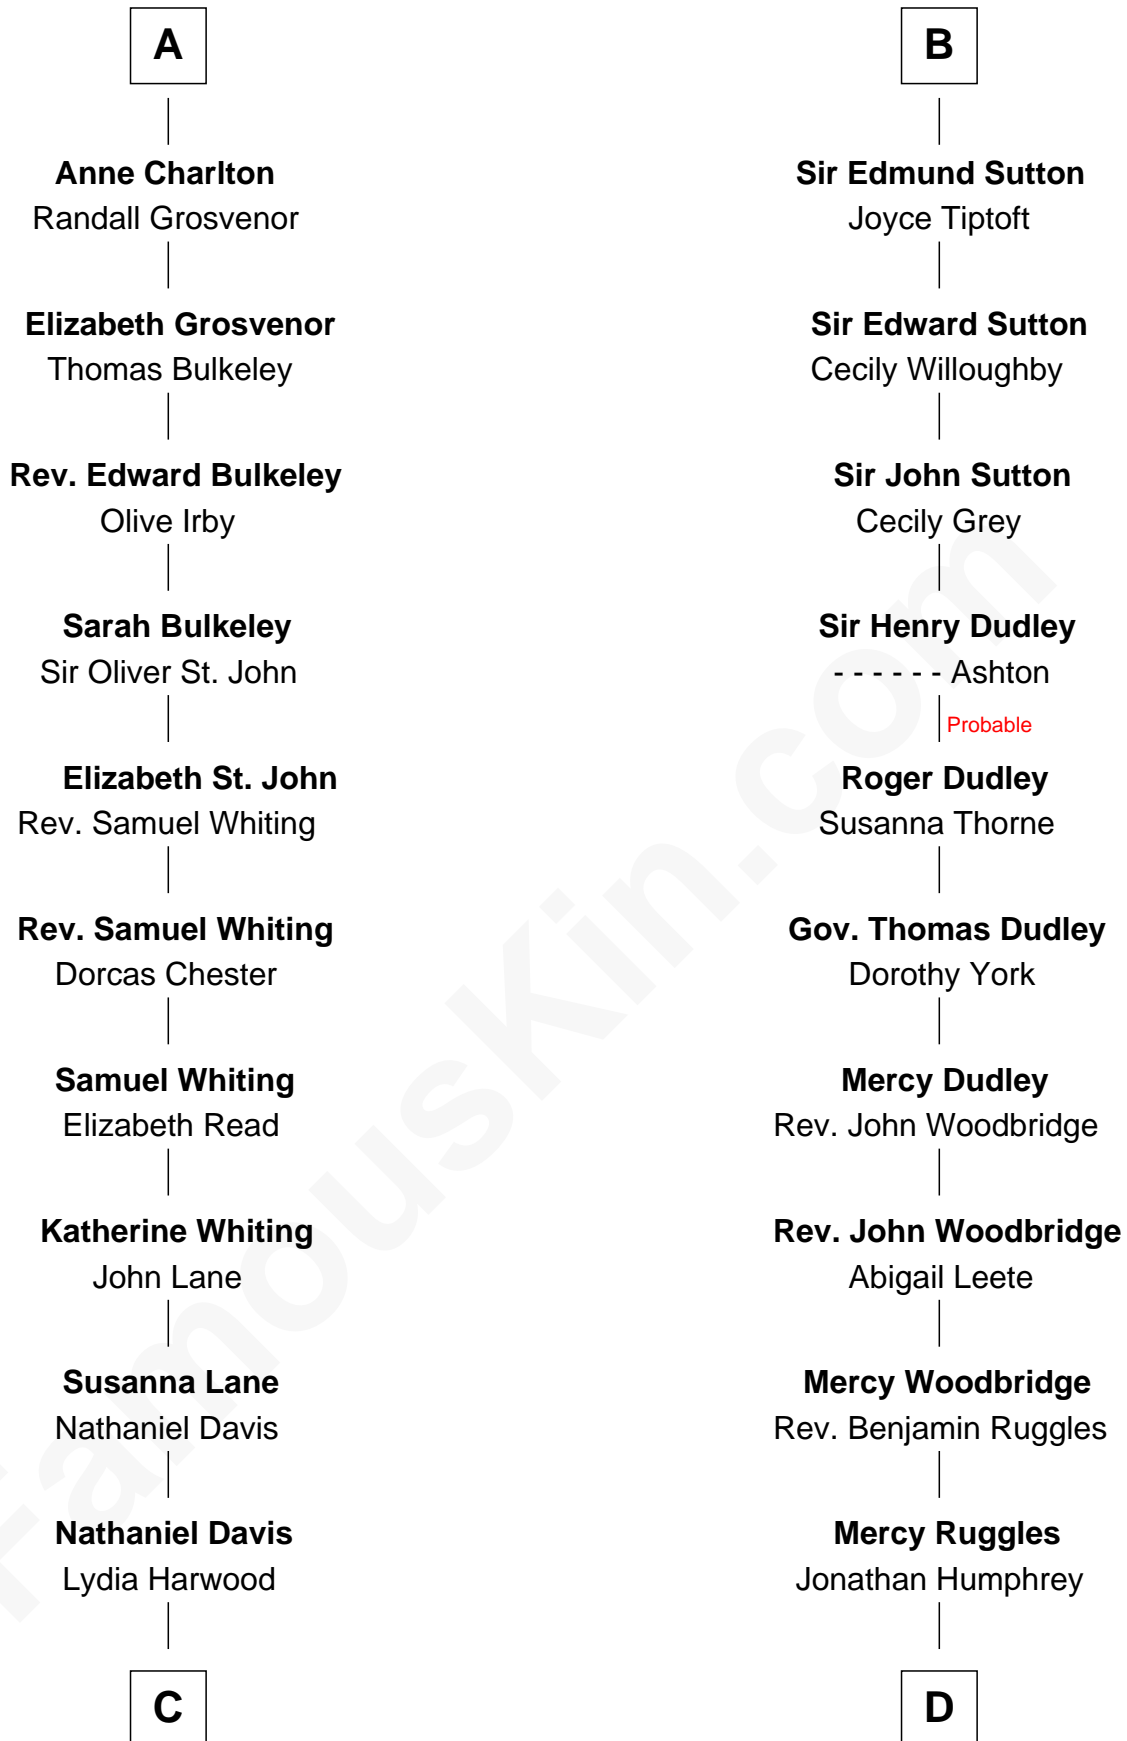 A
Anne Charlton
Randall Grosvenor
Elizabeth Grosvenor
Thomas Bulkeley
Rev. Edward Bulkeley
Olive Irby
Sarah Bulkeley
Sir Oliver St. John
Elizabeth St. John
Rev. Samuel Whiting
Rev. Samuel Whiting
Dorcas Chester
Samuel Whiting
Elizabeth Read
Katherine Whiting
John Lane
Susanna Lane
Nathaniel Davis
Nathaniel Davis
Lydia Harwood
C
B
Sir Edmund Sutton
Joyce Tiptoft
Sir Edward Sutton
Cecily Willoughby
Sir John Sutton
Cecily Grey
Sir Henry Dudley
- - - - - - Ashton
Probable
Roger Dudley
Susanna Thorne
Gov. Thomas Dudley
Dorothy York
Mercy Dudley
Rev. John Woodbridge
Rev. John Woodbridge
Abigail Leete
Mercy Woodbridge
Rev. Benjamin Ruggles
Mercy Ruggles
Jonathan Humphrey
D
FamousKin.com